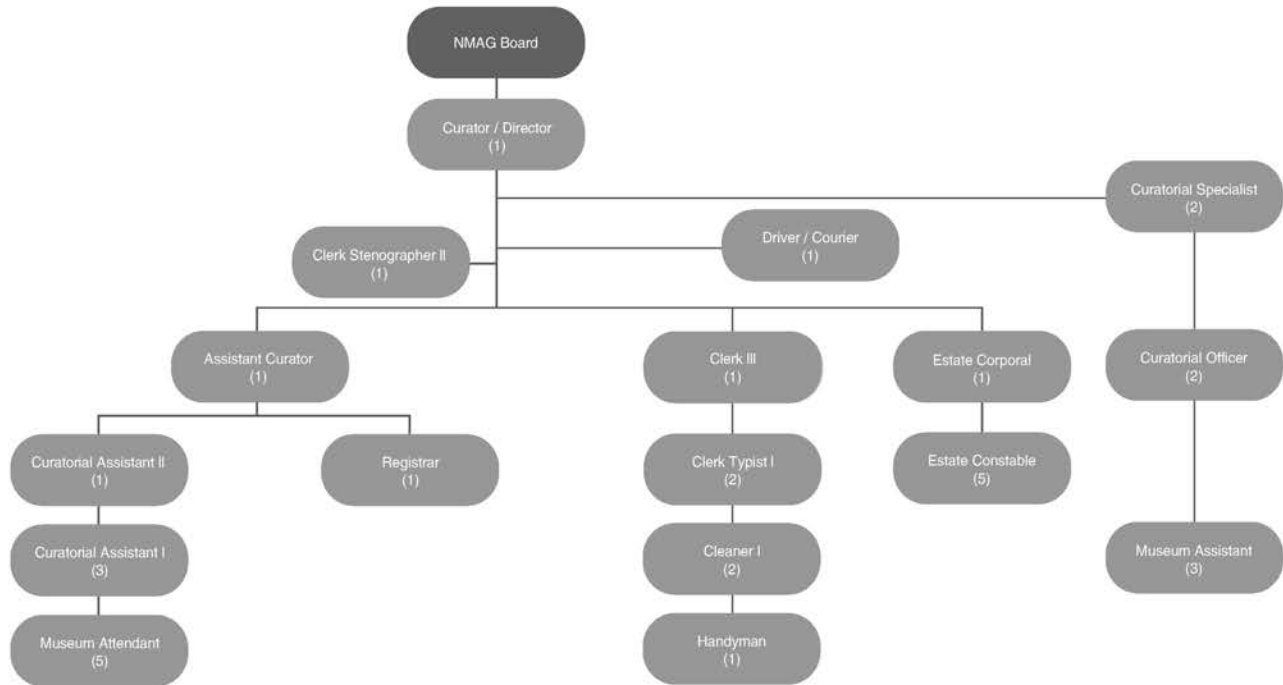 NMAG Board
Curator / Director
(1)
Curatorial Specialist
(2)
Driver / Courier
(1)
Clerk Stenographer II
(1)
Assistant Curator
(1)
Clerk III
(1)
Estate Corporal
(1)
Curatorial Officer
(2)
Curatorial Assistant II
(1)
Registrar
(1)
Clerk Typist I
(2)
Estate Constable
(5)
Curatorial Assistant I
(3)
Cleaner I
(2)
Museum Assistant
(3)
Museum Attendant
(5)
Handyman
(1)